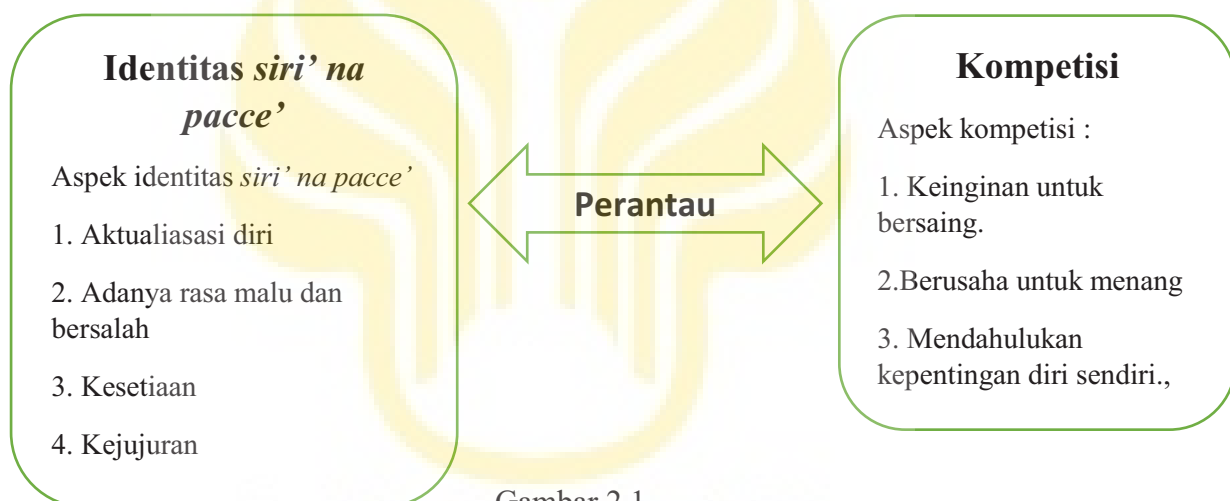 Identitas siri’ na
pacce’
Aspek identitas siri’ na pacce’
1. Aktualiasasi diri
2. Adanya rasa malu dan
bersalah
3. Kesetiaan
4. Kejujuran
Perantau
Kompetisi
Aspek kompetisi :
1. Keinginan untuk
bersaing.
2.Berusaha untuk menang
3. Mendahulukan
kepentingan diri sendiri.,
Gambar 2.1